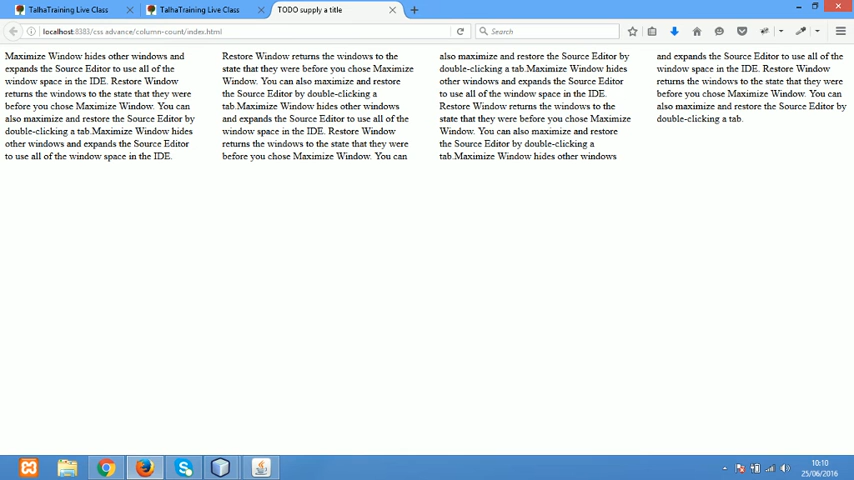 TalhaTraining Live Class
TalhaTraining Live Class
TODO supply a title
localhost:8383/css advance/column-count/index.html
Search
Maximize Window hides other windows and
expands the Source Editor to use all of the
window space in the IDE. Restore Window
returns the windows to the state that they were
before you chose Maximize Window. You can
also maximize and restore the Source Editor by
double-clicking a tab.Maximize Window hides
other windows and expands the Source Editor
to use all of the window space in the IDE.
Restore Window returns the windows to the
state that they were before you chose Maximize
Window. You can also maximize and restore
the Source Editor by double-clicking a
tab.Maximize Window hides other windows
and expands the Source Editor to use all of the
window space in the IDE. Restore Window
returns the windows to the state that they were
before you chose Maximize Window. You can
also maximize and restore the Source Editor by
double-clicking a tab.Maximize Window hides
other windows and expands the Source Editor
to use all of the window space in the IDE.
Restore Window returns the windows to the
state that they were before you chose Maximize
Window. You can also maximize and restore
the Source Editor by double-clicking a
tab.Maximize Window hides other windows
and expands the Source Editor to use all of the
window space in the IDE. Restore Window
returns the windows to the state that they were
before you chose Maximize Window. You can
also maximize and restore the Source Editor by
double-clicking a tab.
10:10
25/06/2016